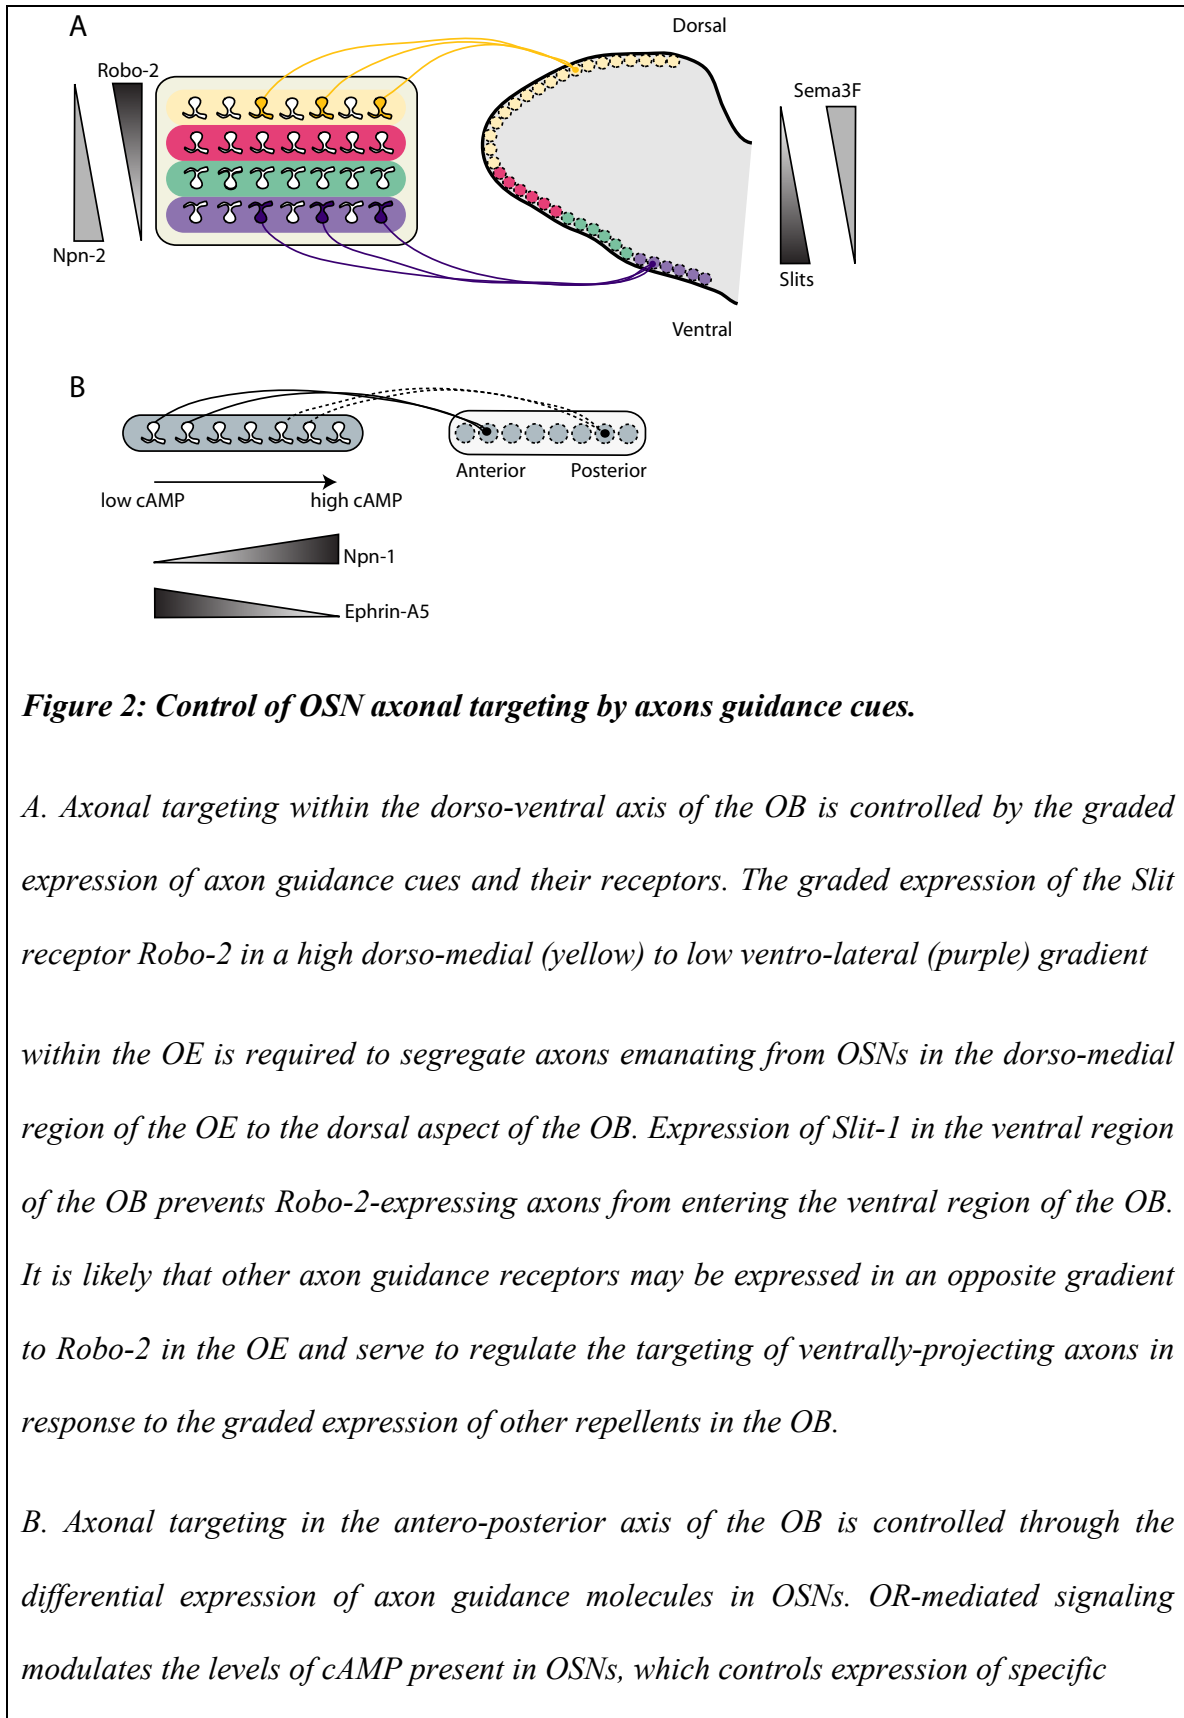 A
Dorsal
Robo-2
Sema3F
Npn-2
Slits
Ventral
B
Anterior Posterior
low cAMP high cAMP
Npn-1
Ephrin-A5
Figure 2: Control of OSN axonal targeting by axons guidance cues.
A. Axonal targeting within the dorso-ventral axis of the OB is controlled by the graded
expression of axon guidance cues and their receptors. The graded expression of the Slit
receptor Robo-2 in a high dorso-medial (yellow) to low ventro-lateral (purple) gradient
within the OE is required to segregate axons emanating from OSNs in the dorso-medial
region of the OE to the dorsal aspect of the OB. Expression of Slit-1 in the ventral region
of the OB prevents Robo-2-expressing axons from entering the ventral region of the OB.
It is likely that other axon guidance receptors may be expressed in an opposite gradient
to Robo-2 in the OE and serve to regulate the targeting of ventrally-projecting axons in
response to the graded expression of other repellents in the OB.
B. Axonal targeting in the antero-posterior axis of the OB is controlled through the
differential expression of axon guidance molecules in OSNs. OR-mediated signaling
modulates the levels of cAMP present in OSNs, which controls expression of specific